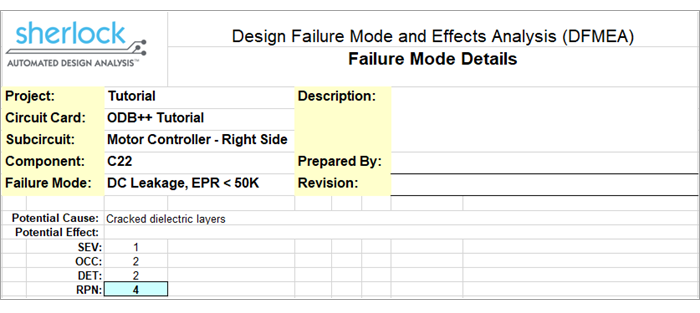 sherlock
AUTOMATED DESIGN ANALYSIS™
Design Failure Mode and Effects Analysis (DFMEA)
Failure Mode Details
Project: Tutorial Description:
Circuit Card: ODB++ Tutorial
Subcircuit: Motor Controller - Right Side
Component: C22 Prepared By:
Failure Mode: DC Leakage, EPR < 50K Revision:
Potential Cause: Cracked dielectric layers
Potential Effect:
SEV: 1
OCC: 2
DET: 2
RPN: 4